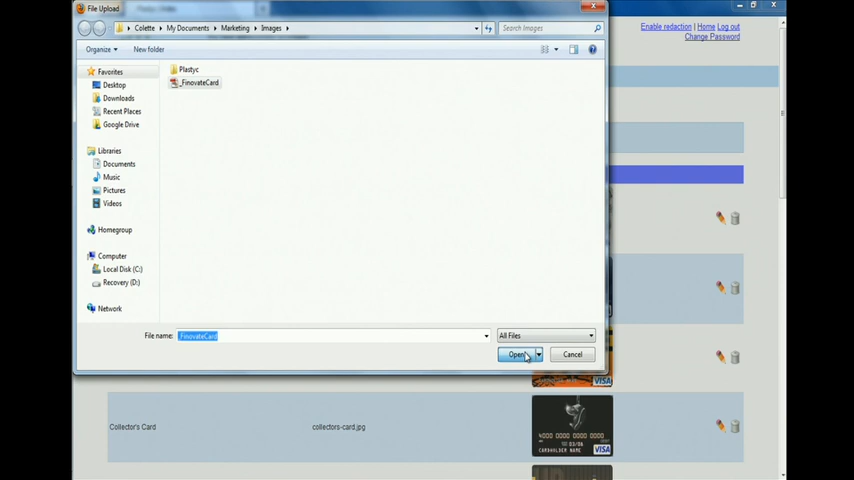 File Upload
Colette ▸ My Documents ▸ Marketing ▸ Images ▸
Search Images
Enable redaction | Home Log out
Change Password
Organize
New folder
Favorites
Desktop
Downloads
Recent Places
Google Drive
Libraries
Documents
Music
Pictures
Videos
Homegroup
Computer
Local Disk (C:)
Recovery (D:)
Network
Plastyc
_FinovateCard
File name: _FinovateCard
All Files
Open
Cancel
VISA
Collector's Card
collectors-card.jpg
4000 0000 0000 0000
CARDHOLDER NAME
VISA